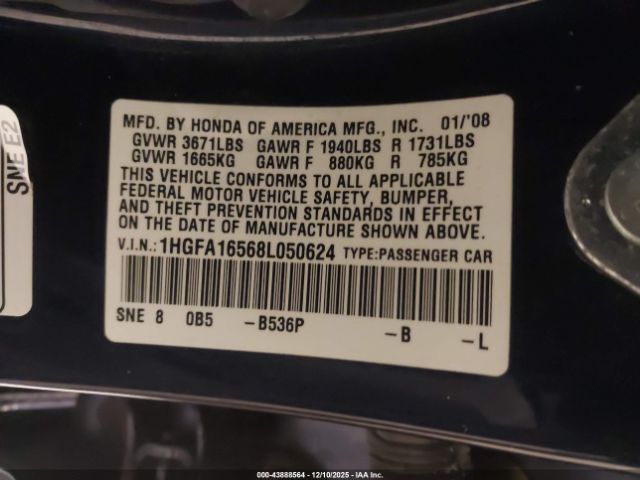 SNE E2
MFD. BY HONDA OF AMERICA MFG., INC. 01/'08
GVWR 3671LBS GAWR F 1940LBS R 1731LBS
GVWR 1665KG GAWR F 880KG R 785KG
THIS VEHICLE CONFORMS TO ALL APPLICABLE
FEDERAL MOTOR VEHICLE SAFETY, BUMPER,
AND THEFT PREVENTION STANDARDS IN EFFECT
ON THE DATE OF MANUFACTURE SHOWN ABOVE.
V.I.N.: 1HGFA16568L050624 TYPE:PASSENGER CAR
SNE 8 0B5 -B536P -B -L
000-43888564 - 12/10/2025 - IAA Inc.